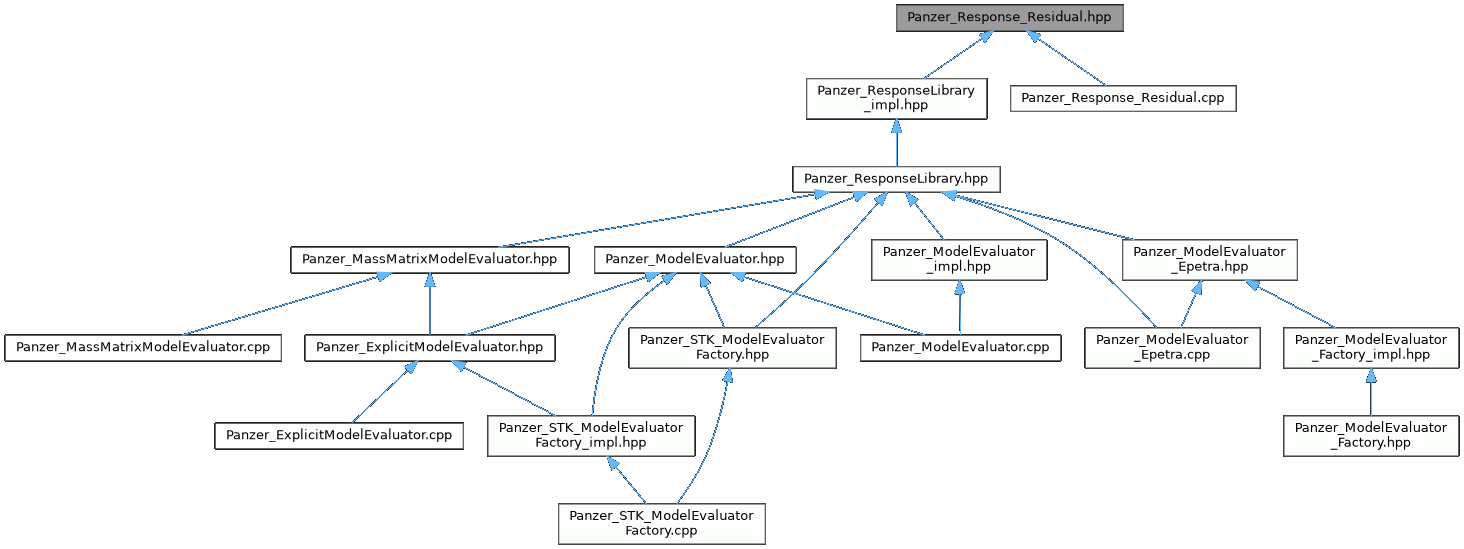 Panzer_Response_Residual.hpp
Panzer_ResponseLibrary
_impl.hpp
Panzer_Response_Residual.cpp
Panzer_ResponseLibrary.hpp
Panzer_MassMatrixModelEvaluator.hpp
Panzer_ModelEvaluator.hpp
Panzer_ModelEvaluator
_impl.hpp
Panzer_ModelEvaluator
_Epetra.hpp
Panzer_MassMatrixModelEvaluator.cpp
Panzer_ExplicitModelEvaluator.hpp
Panzer_STK_ModelEvaluator
Factory.hpp
Panzer_ModelEvaluator.cpp
Panzer_ModelEvaluator
_Epetra.cpp
Panzer_ModelEvaluator
_Factory_impl.hpp
Panzer_ExplicitModelEvaluator.cpp
Panzer_STK_ModelEvaluator
Factory_impl.hpp
Panzer_ModelEvaluator
_Factory.hpp
Panzer_STK_ModelEvaluator
Factory.cpp